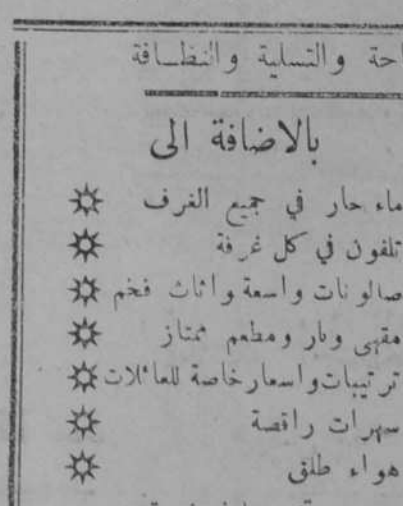 احة والتسلية والنظافة
بالاضافة الى
ماء حار في جميع الغرف
تلفون في كل غرفة
صالونات واسعة واثاث فخم
مقهى وبار ومطعم ممتاز
ترتيبات واسعار خاصة للعائلات
سهرات راقصة
هواء طلق